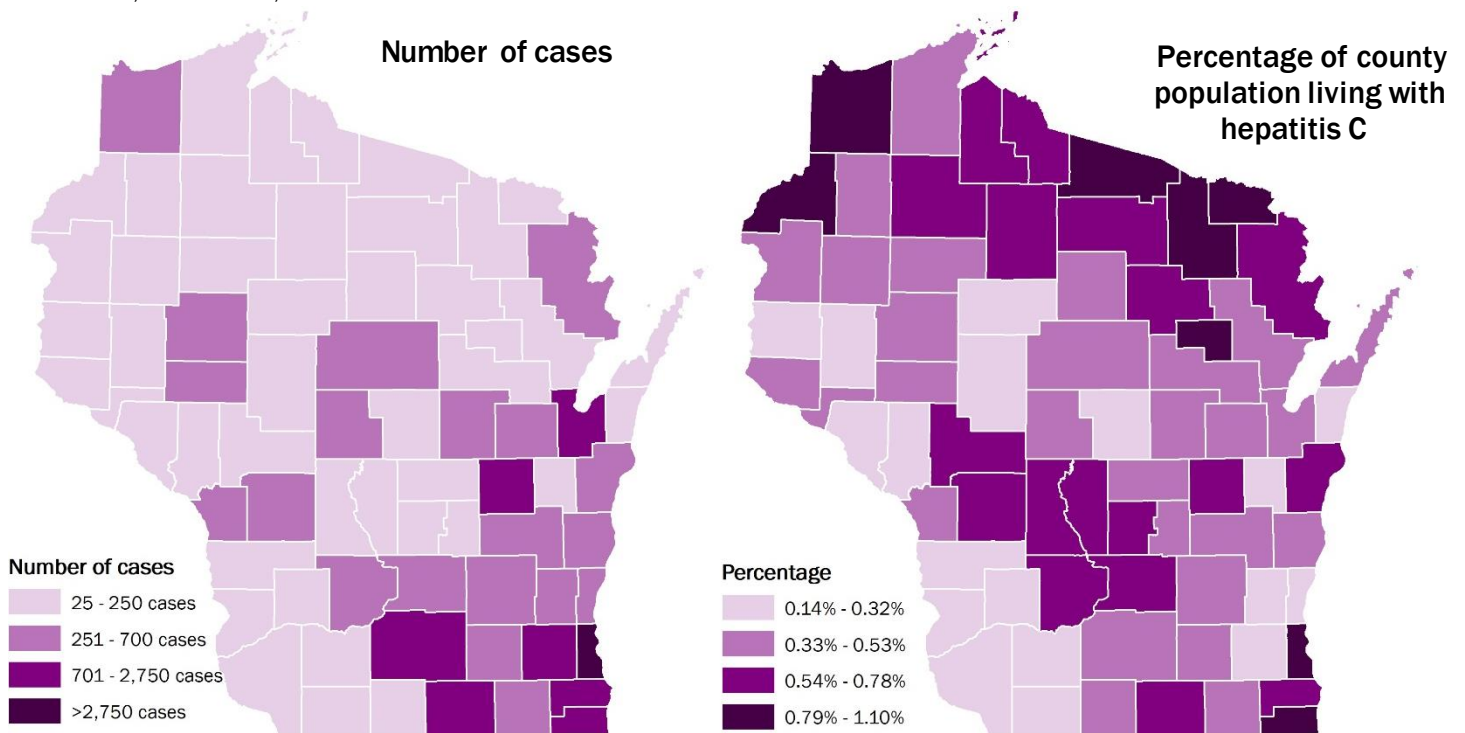 Number of cases
Percentage of county
population living with
hepatitis C
Number of cases
25 - 250 cases
251 - 700 cases
701 - 2,750 cases
>2,750 cases
Percentage
0.14% - 0.32%
0.33% - 0.53%
0.54% - 0.78%
0.79% - 1.10%